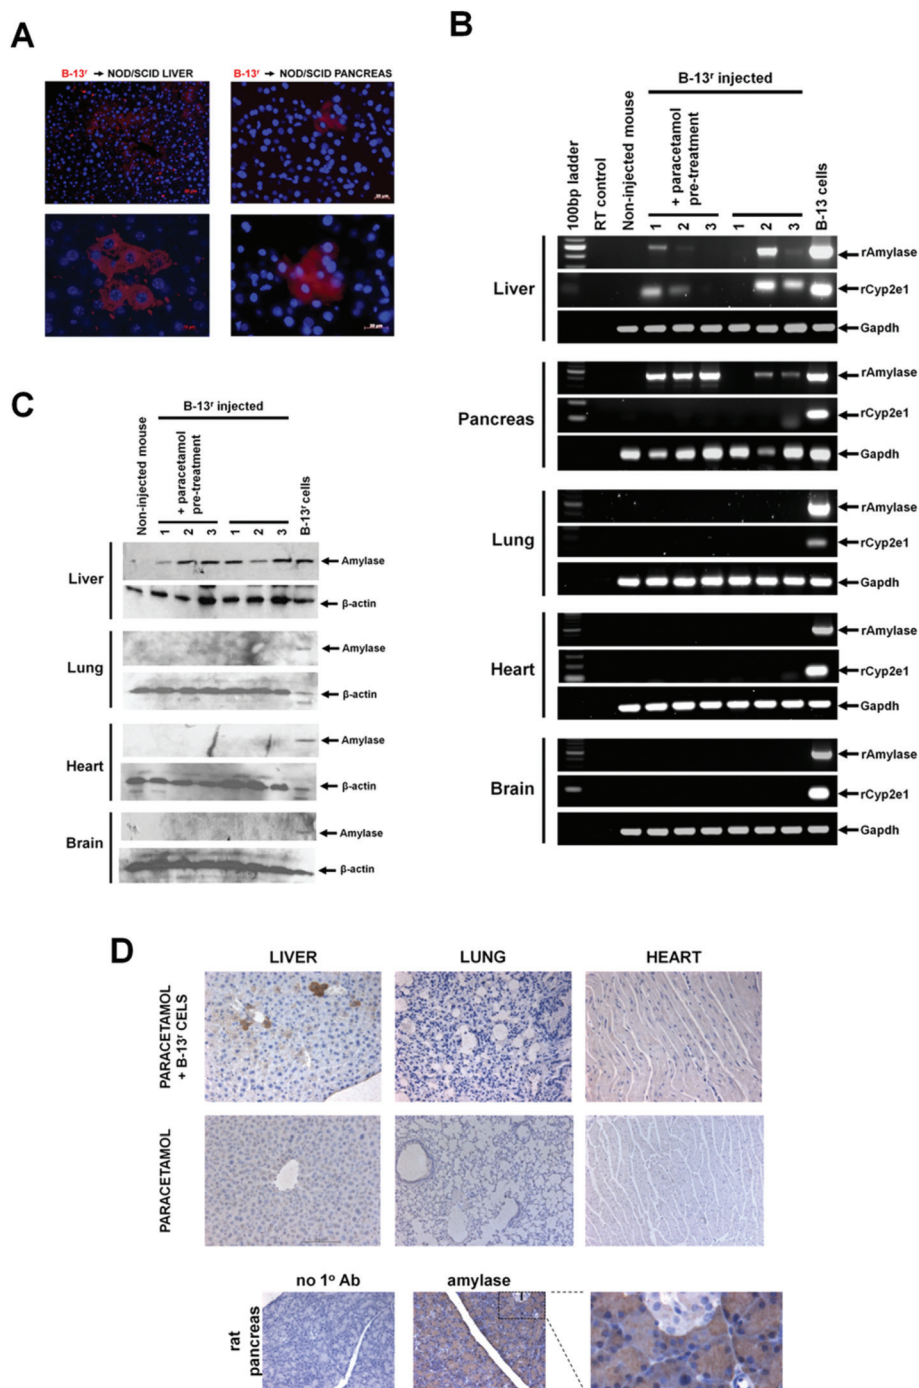 A
B-13ʳ → NOD/SCID LIVER
B-13ʳ → NOD/SCID PANCREAS
B
B-13ʳ injected
100bp ladder
RT control
Non-injected mouse
+ paracetamol
pre-treatment
1 2 3
1 2 3
B-13 cells
Liver
rAmylase
rCyp2e1
Gapdh
Pancreas
rAmylase
rCyp2e1
Gapdh
Lung
rAmylase
rCyp2e1
Gapdh
Heart
rAmylase
rCyp2e1
Gapdh
Brain
rAmylase
rCyp2e1
Gapdh
C
B-13ʳ injected
Non-injected mouse
+ paracetamol
pre-treatment
1 2 3
1 2 3
B-13ʳ cells
Liver
Amylase
β-actin
Lung
Amylase
β-actin
Heart
Amylase
β-actin
Brain
Amylase
β-actin
D
LIVER LUNG HEART
PARACETAMOL
+ B-13ʳ CELS
PARACETAMOL
no 1º Ab
amylase
rat
pancreas